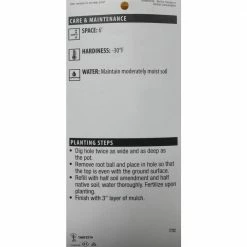 CARE & MAINTENANCE
SPACE: 6'
HARDINESS: -30°F
WATER: Maintain moderately moist soil
PLANTING STEPS
• Dig hole twice as wide and as deep as
the pot.
• Remove root ball and place in hole so that
the top is even with the ground surface.
• Refill with half soil amendment and half
native soil, water thoroughly. Fertilize upon
planting.
• Finish with 3" layer of mulch.